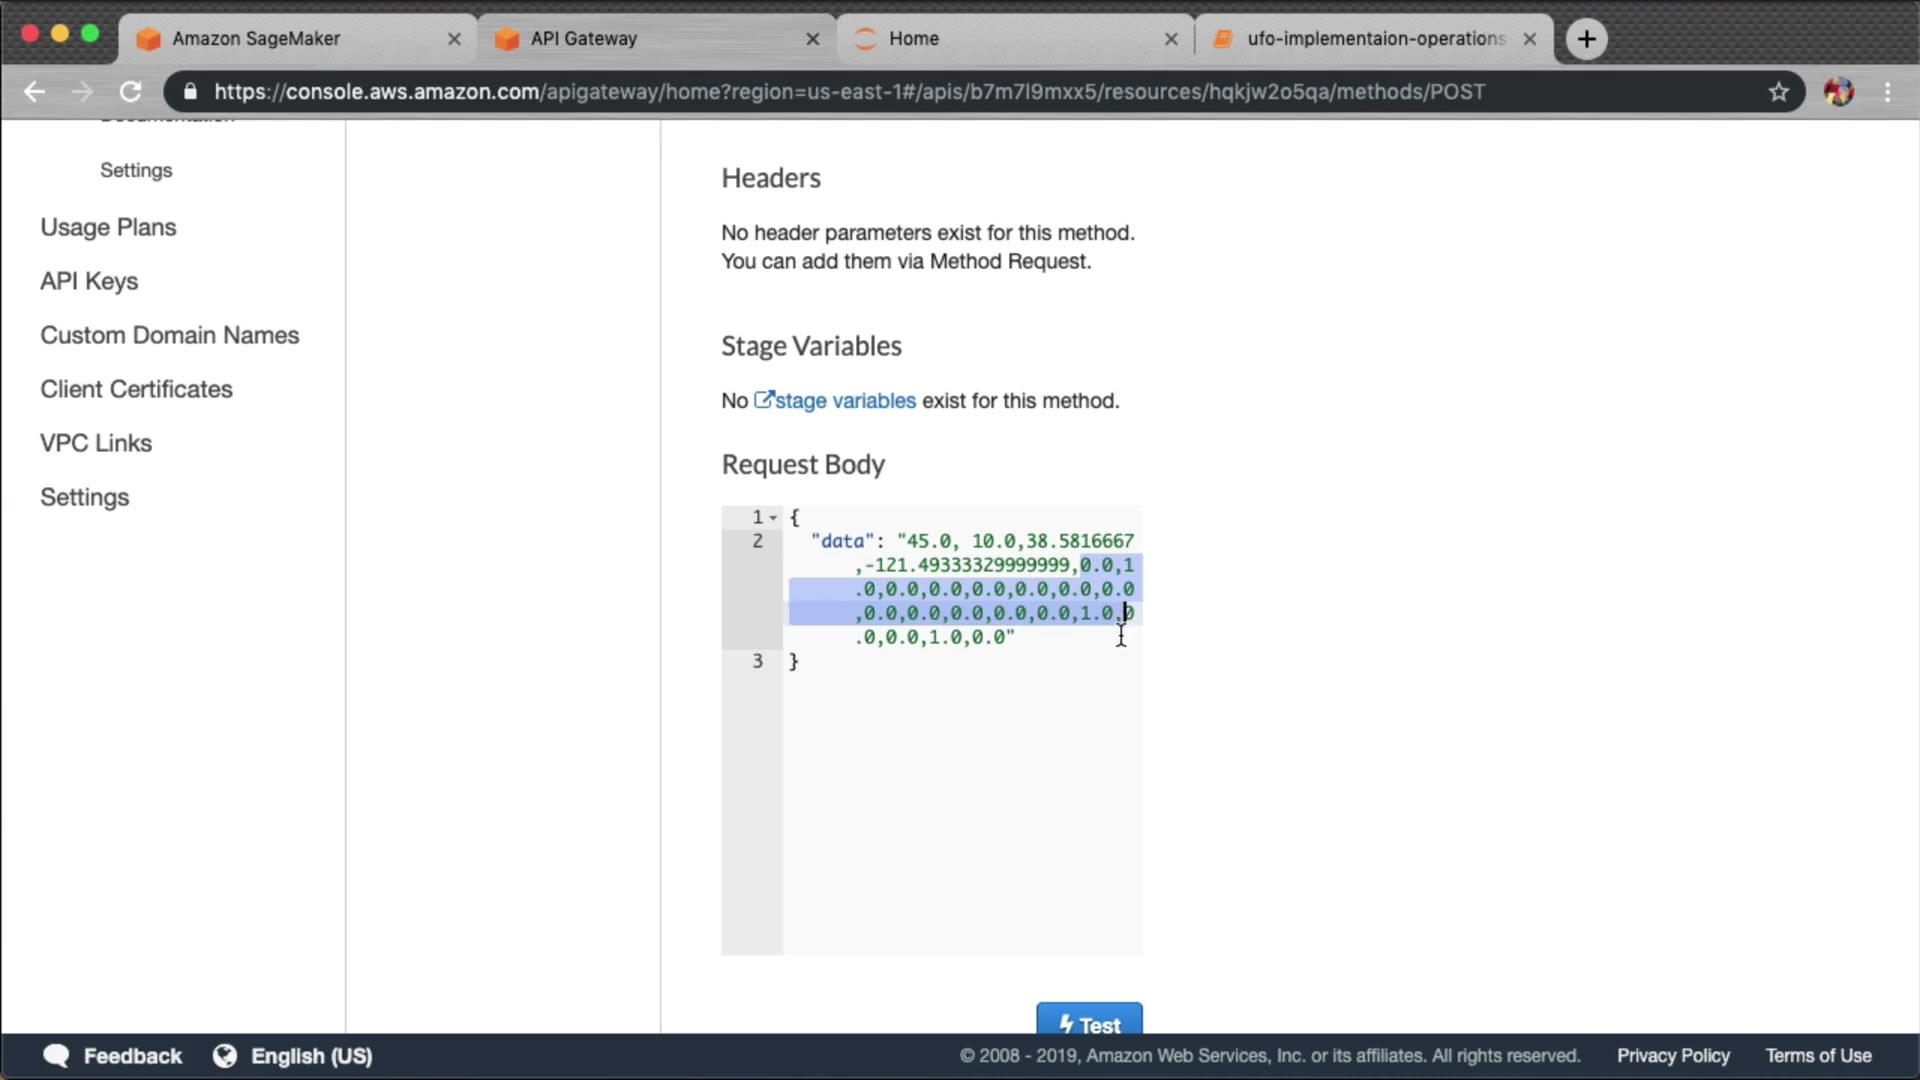 Amazon SageMaker
API Gateway
Home
ufo-implementaion-operations
https://console.aws.amazon.com/apigateway/home?region=us-east-1#/apis/b7m7l9mxx5/resources/hqkjw2o5qa/methods/POST
Documentation
Settings
Usage Plans
API Keys
Custom Domain Names
Client Certificates
VPC Links
Settings
Headers
No header parameters exist for this method.
You can add them via Method Request.
Stage Variables
No stage variables exist for this method.
Request Body
1 {
2 "data": "45.0, 10.0,38.5816667
,-121.49333329999999,0.0,1
.0,0.0,0.0,0.0,0.0,0.0,0.0
,0.0,0.0,0.0,0.0,0.0,1.0,0
.0,0.0,1.0,0.0"
3 }
Test
Feedback
English (US)
© 2008 - 2019, Amazon Web Services, Inc. or its affiliates. All rights reserved.
Privacy Policy
Terms of Use